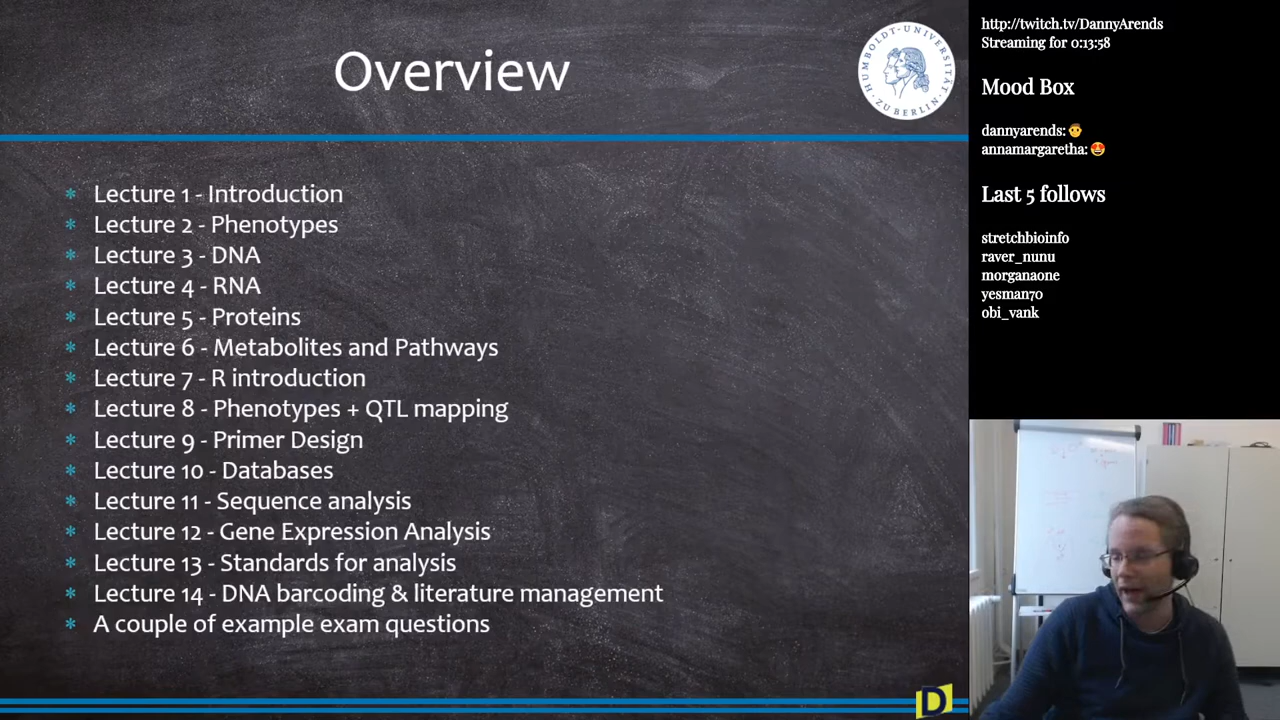 Overview
HUMBOLDT-UNIVERSITÄT ZU BERLIN
Lecture 1 - Introduction
Lecture 2 - Phenotypes
Lecture 3 - DNA
Lecture 4 - RNA
Lecture 5 - Proteins
Lecture 6 - Metabolites and Pathways
Lecture 7 - R introduction
Lecture 8 - Phenotypes + QTL mapping
Lecture 9 - Primer Design
Lecture 10 - Databases
Lecture 11 - Sequence analysis
Lecture 12 - Gene Expression Analysis
Lecture 13 - Standards for analysis
Lecture 14 - DNA barcoding & literature management
A couple of example exam questions
D
http://twitch.tv/DannyArends
Streaming for 0:13:58
Mood Box
dannyarends:
annamargaretha:
Last 5 follows
stretchbioinfo
raver_nunu
morganaone
yesman70
obi_vank